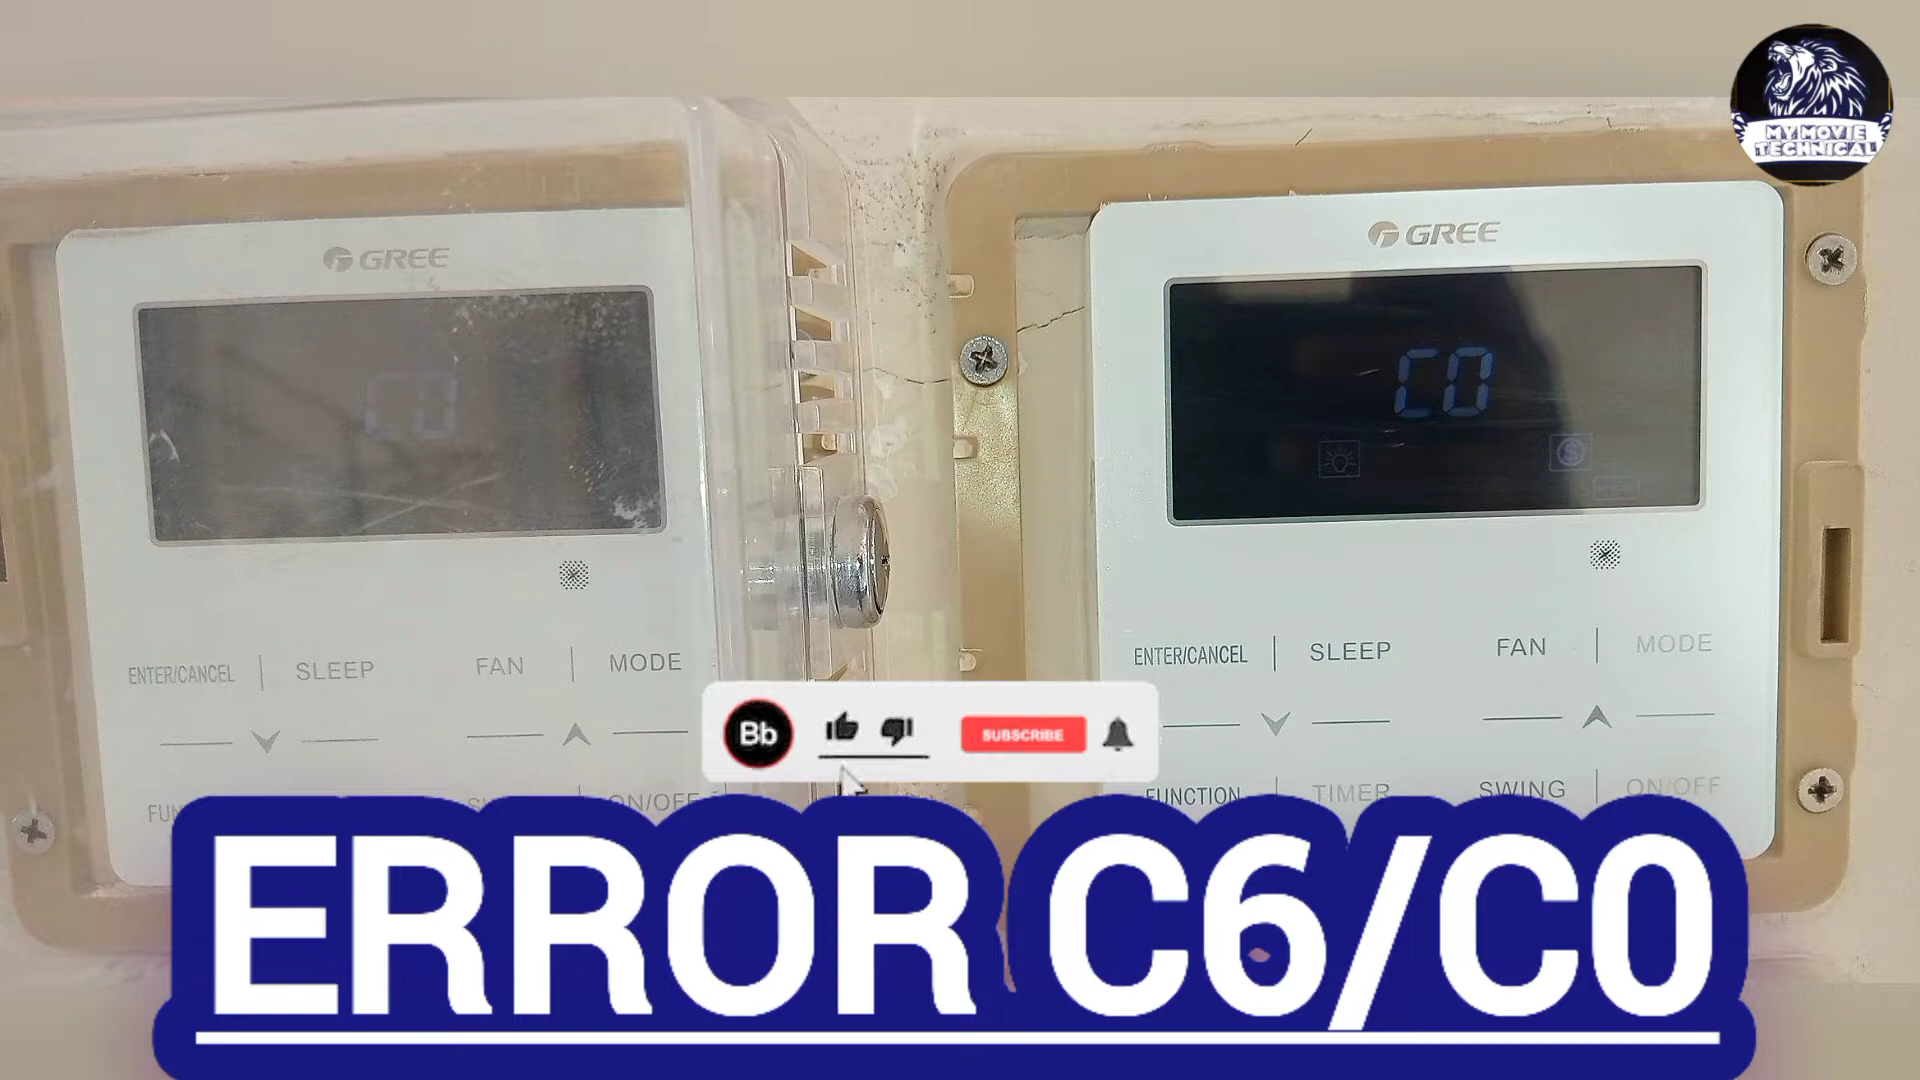 MY MOVIE
TECHNICAL
GREE
C0
ENTER/CANCEL
SLEEP
FAN
MODE
ON/OFF
GREE
C0
ENTER/CANCEL
SLEEP
FAN
MODE
FUNCTION
TIMER
SWING
ON/OFF
Bb
SUBSCRIBE
ERROR C6/C0